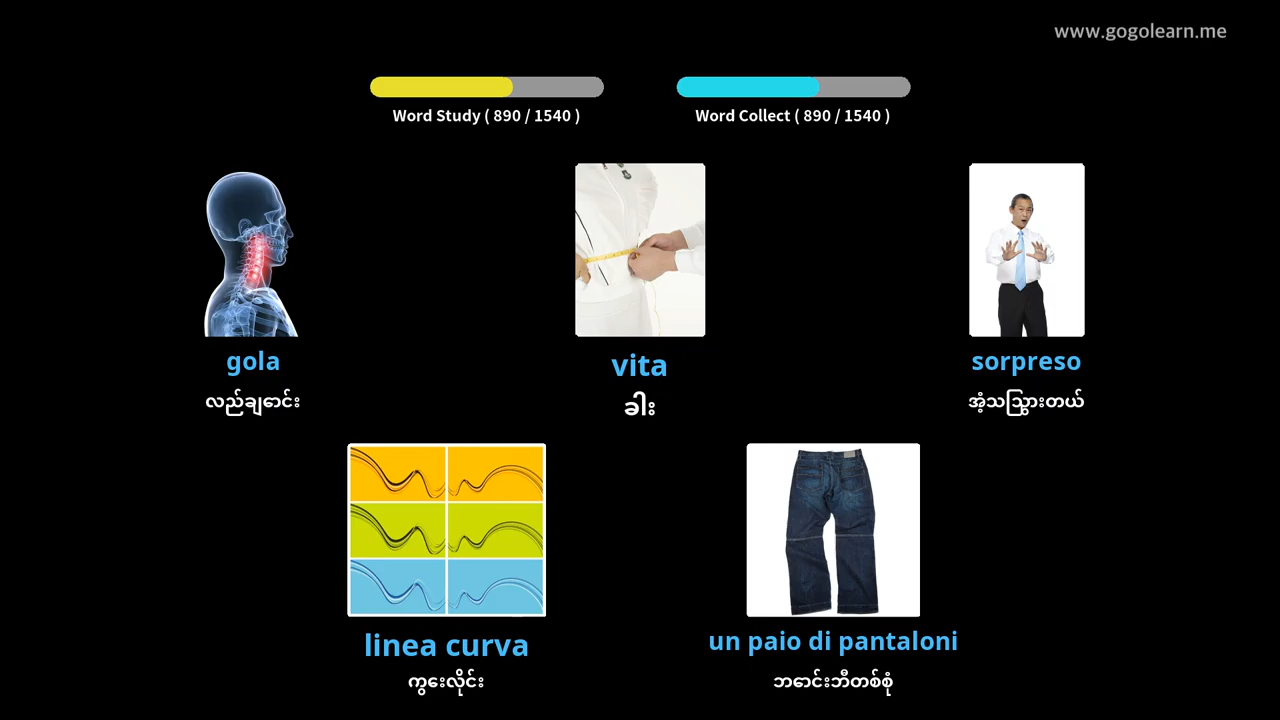 www.gogolearn.me
Word Study ( 890 / 1540 )
Word Collect ( 890 / 1540 )
gola
vita
sorpreso
လည်ချောင်း
ခါး
အံ့သသြွားတယ်
linea curva
un paio di pantaloni
ကွေးလိုင်း
ဘောင်းဘီတစ်စုံ